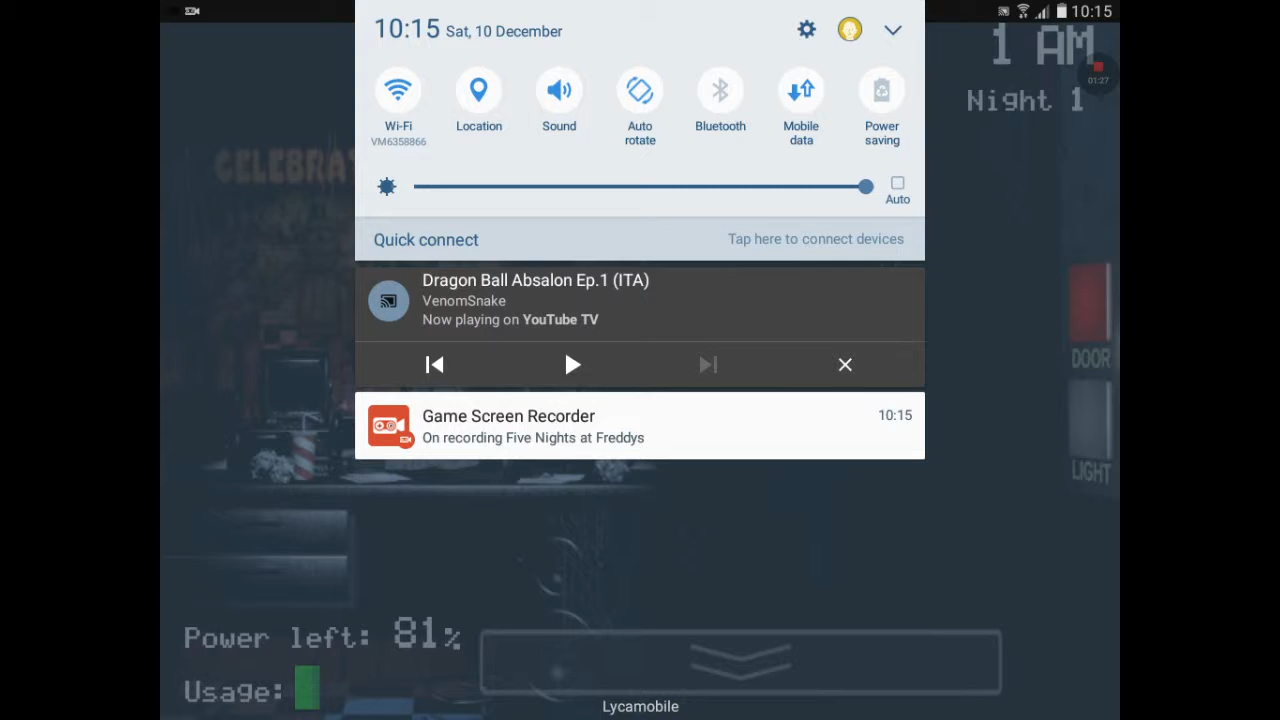 10:15
10:15 Sat, 10 December
1 AM
01:27
Night 1
Wi-Fi
VM6358866
Location
Sound
Auto
rotate
Bluetooth
Mobile
data
Power
saving
CELEBRA
Auto
Quick connect
Tap here to connect devices
Dragon Ball Absalon Ep.1 (ITA)
VenomSnake
Now playing on YouTube TV
DOOR
Game Screen Recorder
10:15
On recording Five Nights at Freddys
LIGHT
Power left: 81%
Usage:
Lycamobile